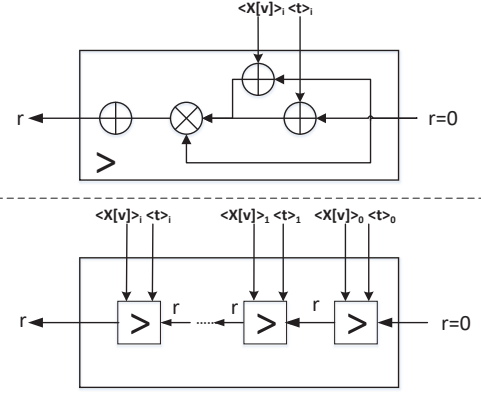 <X[v]>ᵢ <t>ᵢ
r
r=0
>
<X[v]>ᵢ <t>ᵢ <X[v]>₁ <t>₁ <X[v]>₀ <t>₀
r r r
r > ...... > > r=0